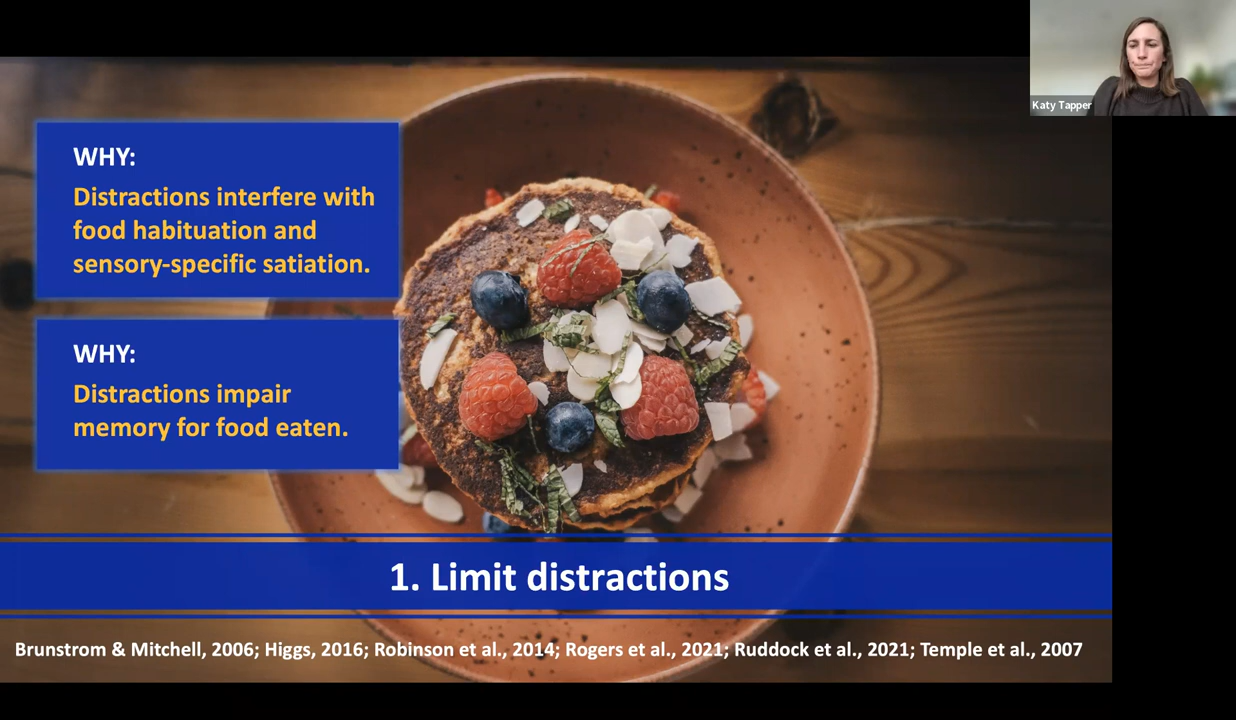 Katy Tapper
WHY:
Distractions interfere with
food habituation and
sensory-specific satiation.
WHY:
Distractions impair
memory for food eaten.
1. Limit distractions
Brunstrom & Mitchell, 2006; Higgs, 2016; Robinson et al., 2014; Rogers et al., 2021; Ruddock et al., 2021; Temple et al., 2007